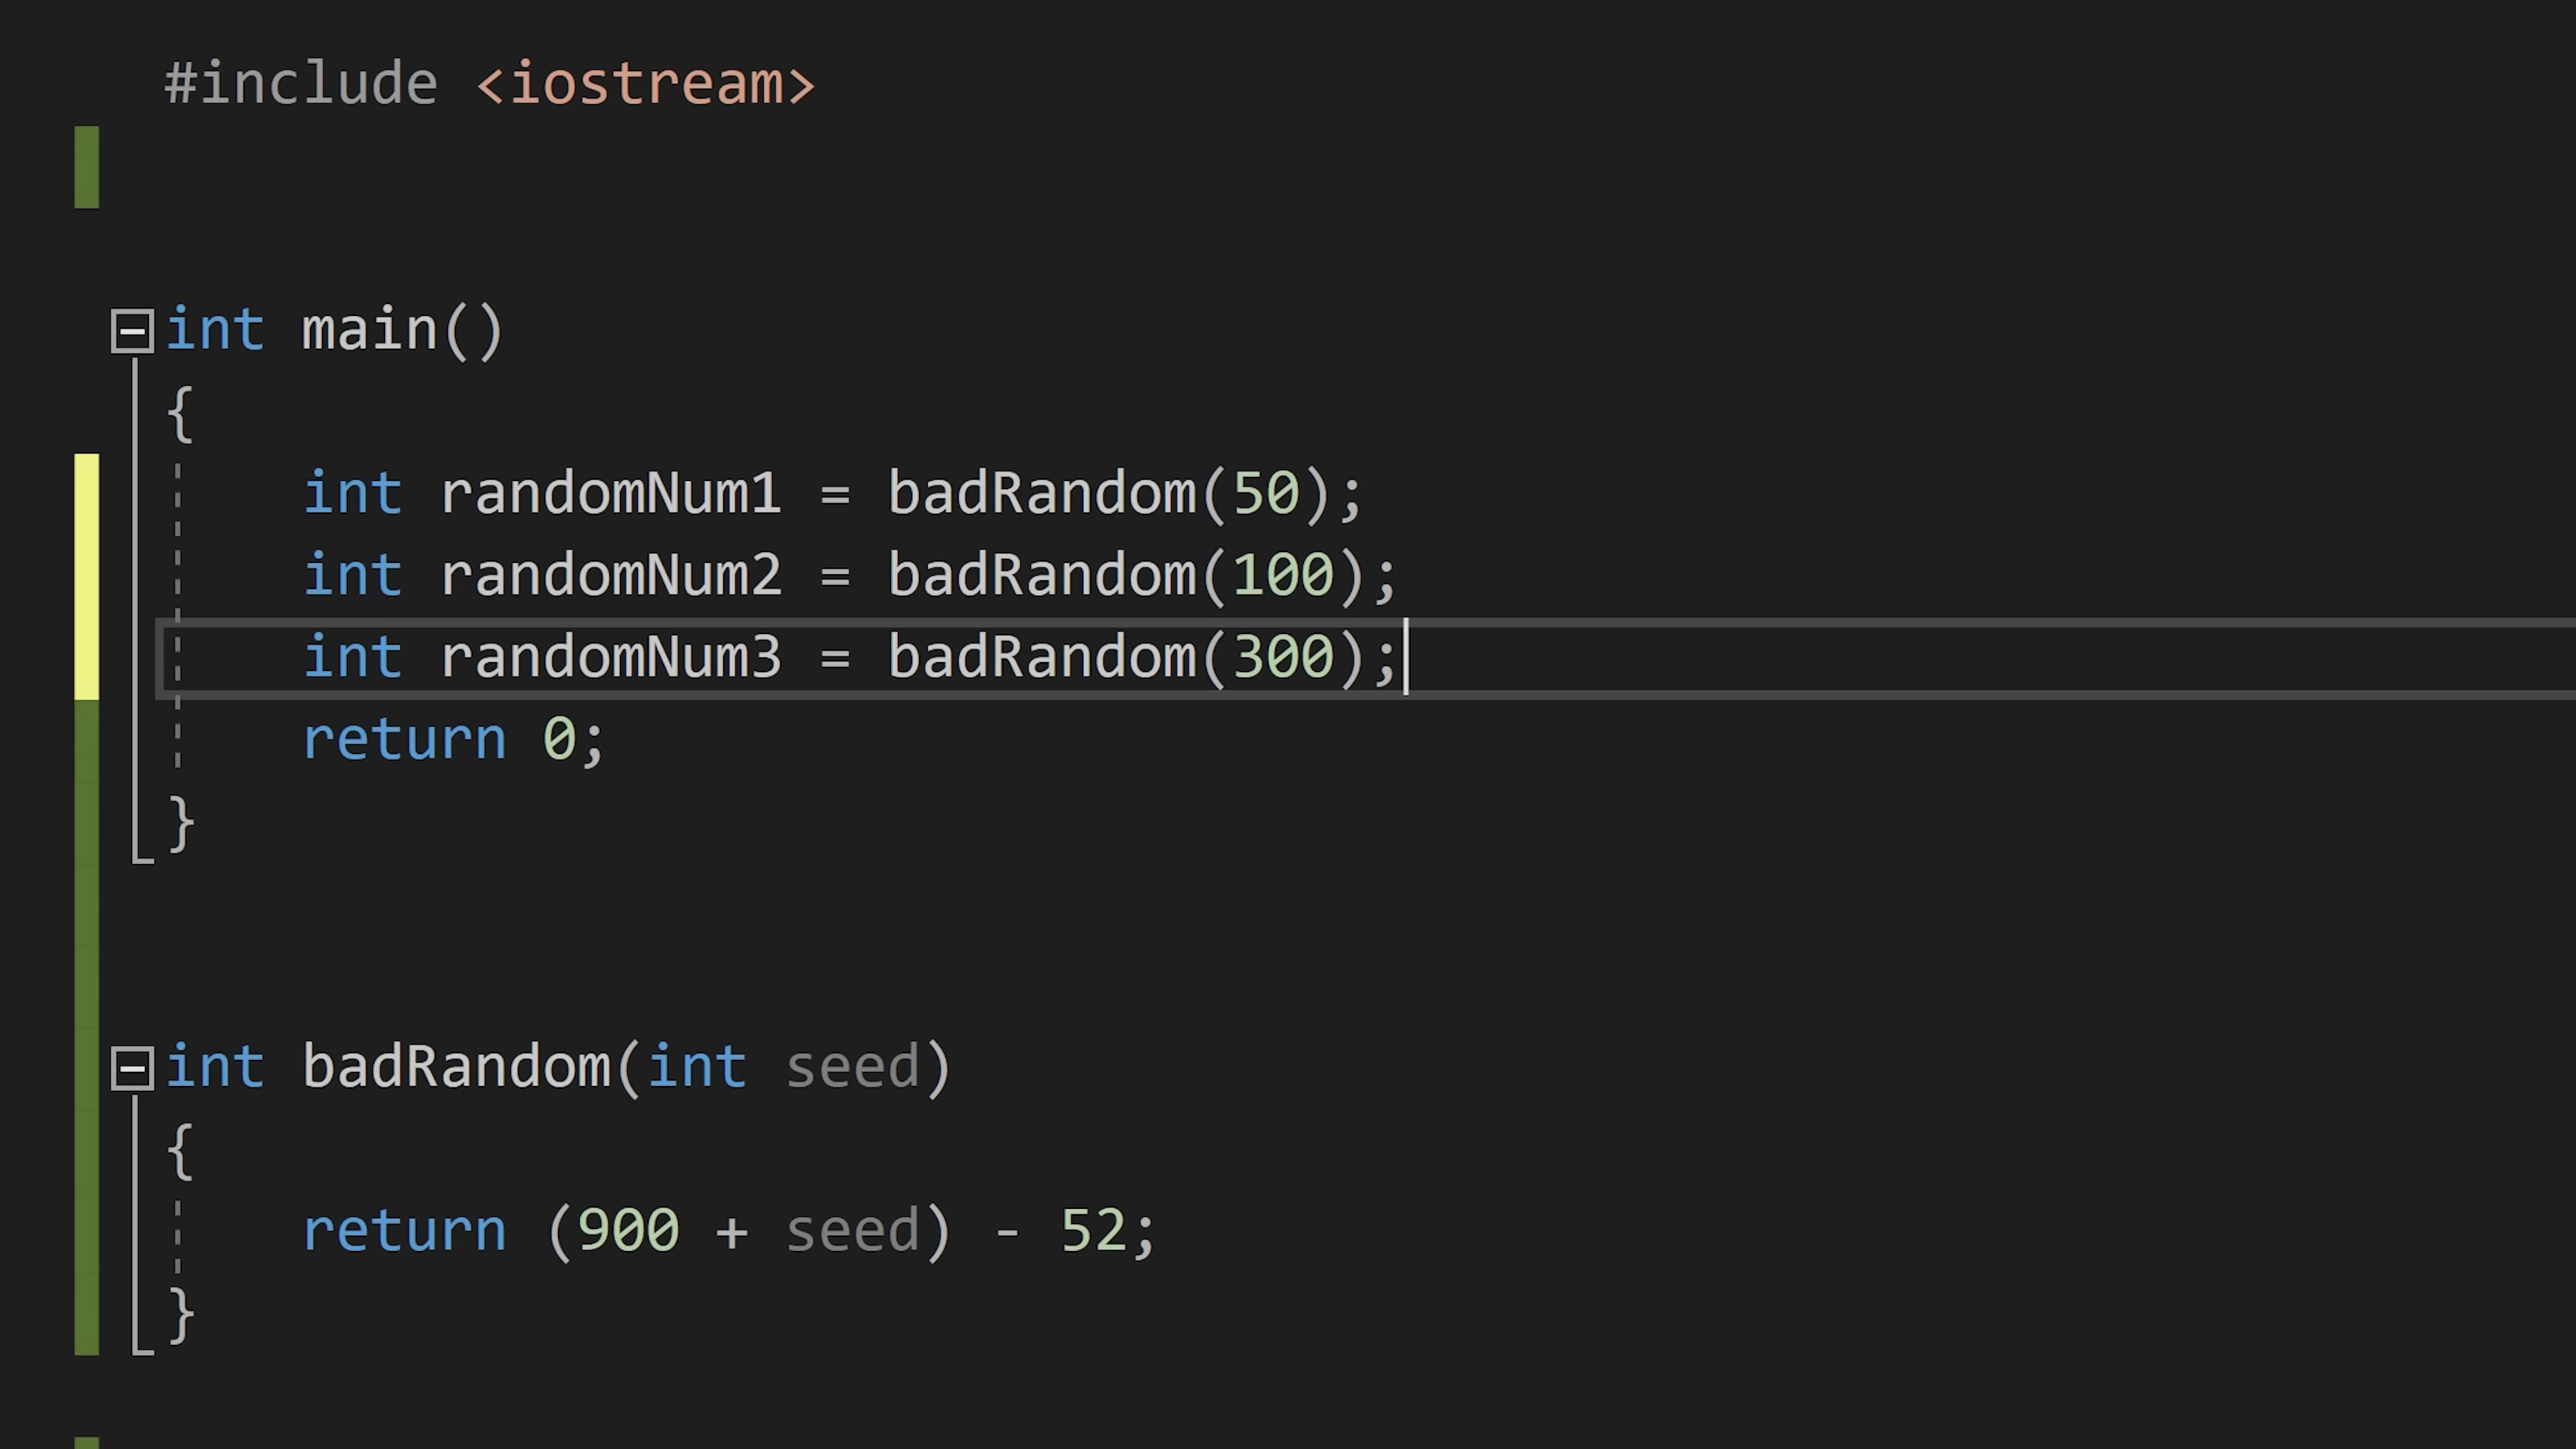 #include <iostream>
int main()
{
    int randomNum1 = badRandom(50);
    int randomNum2 = badRandom(100);
    int randomNum3 = badRandom(300);
    return 0;
}
int badRandom(int seed)
{
    return (900 + seed) - 52;
}